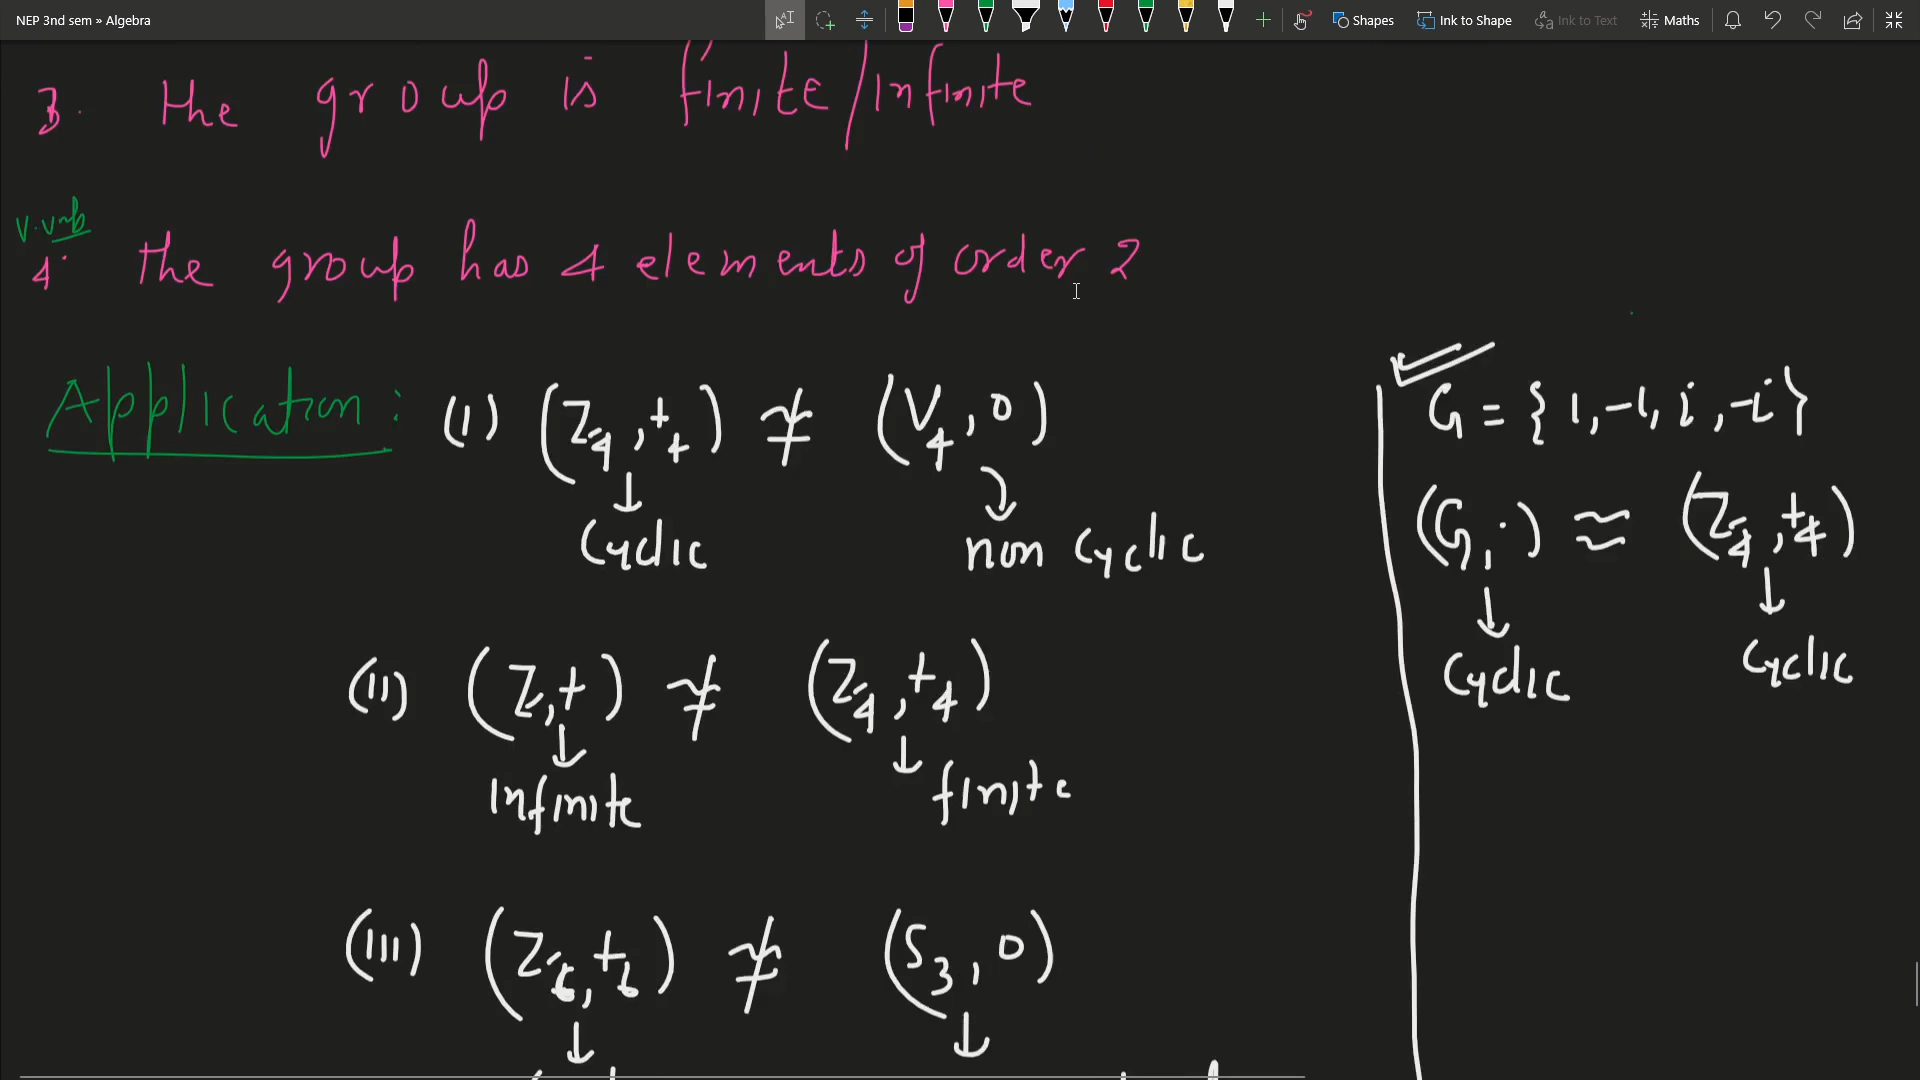 NEP 3nd sem » Algebra
Shapes Ink to Shape Ink to Text Maths
3. the group is finite/infinite
4. the group has 4 elements of order 2
Application: (I) (Z₄, +₄) ≇ (V₄, o)
cyclic non cyclic
(II) (Z, +) ≇ (Z₄, +₄)
infinite finite
(III) (Z₆, +₆) ≇ (S₃, o)
G = {1, -1, i, -i}
(G, ·) ≈ (Z₄, +₄)
cyclic cyclic